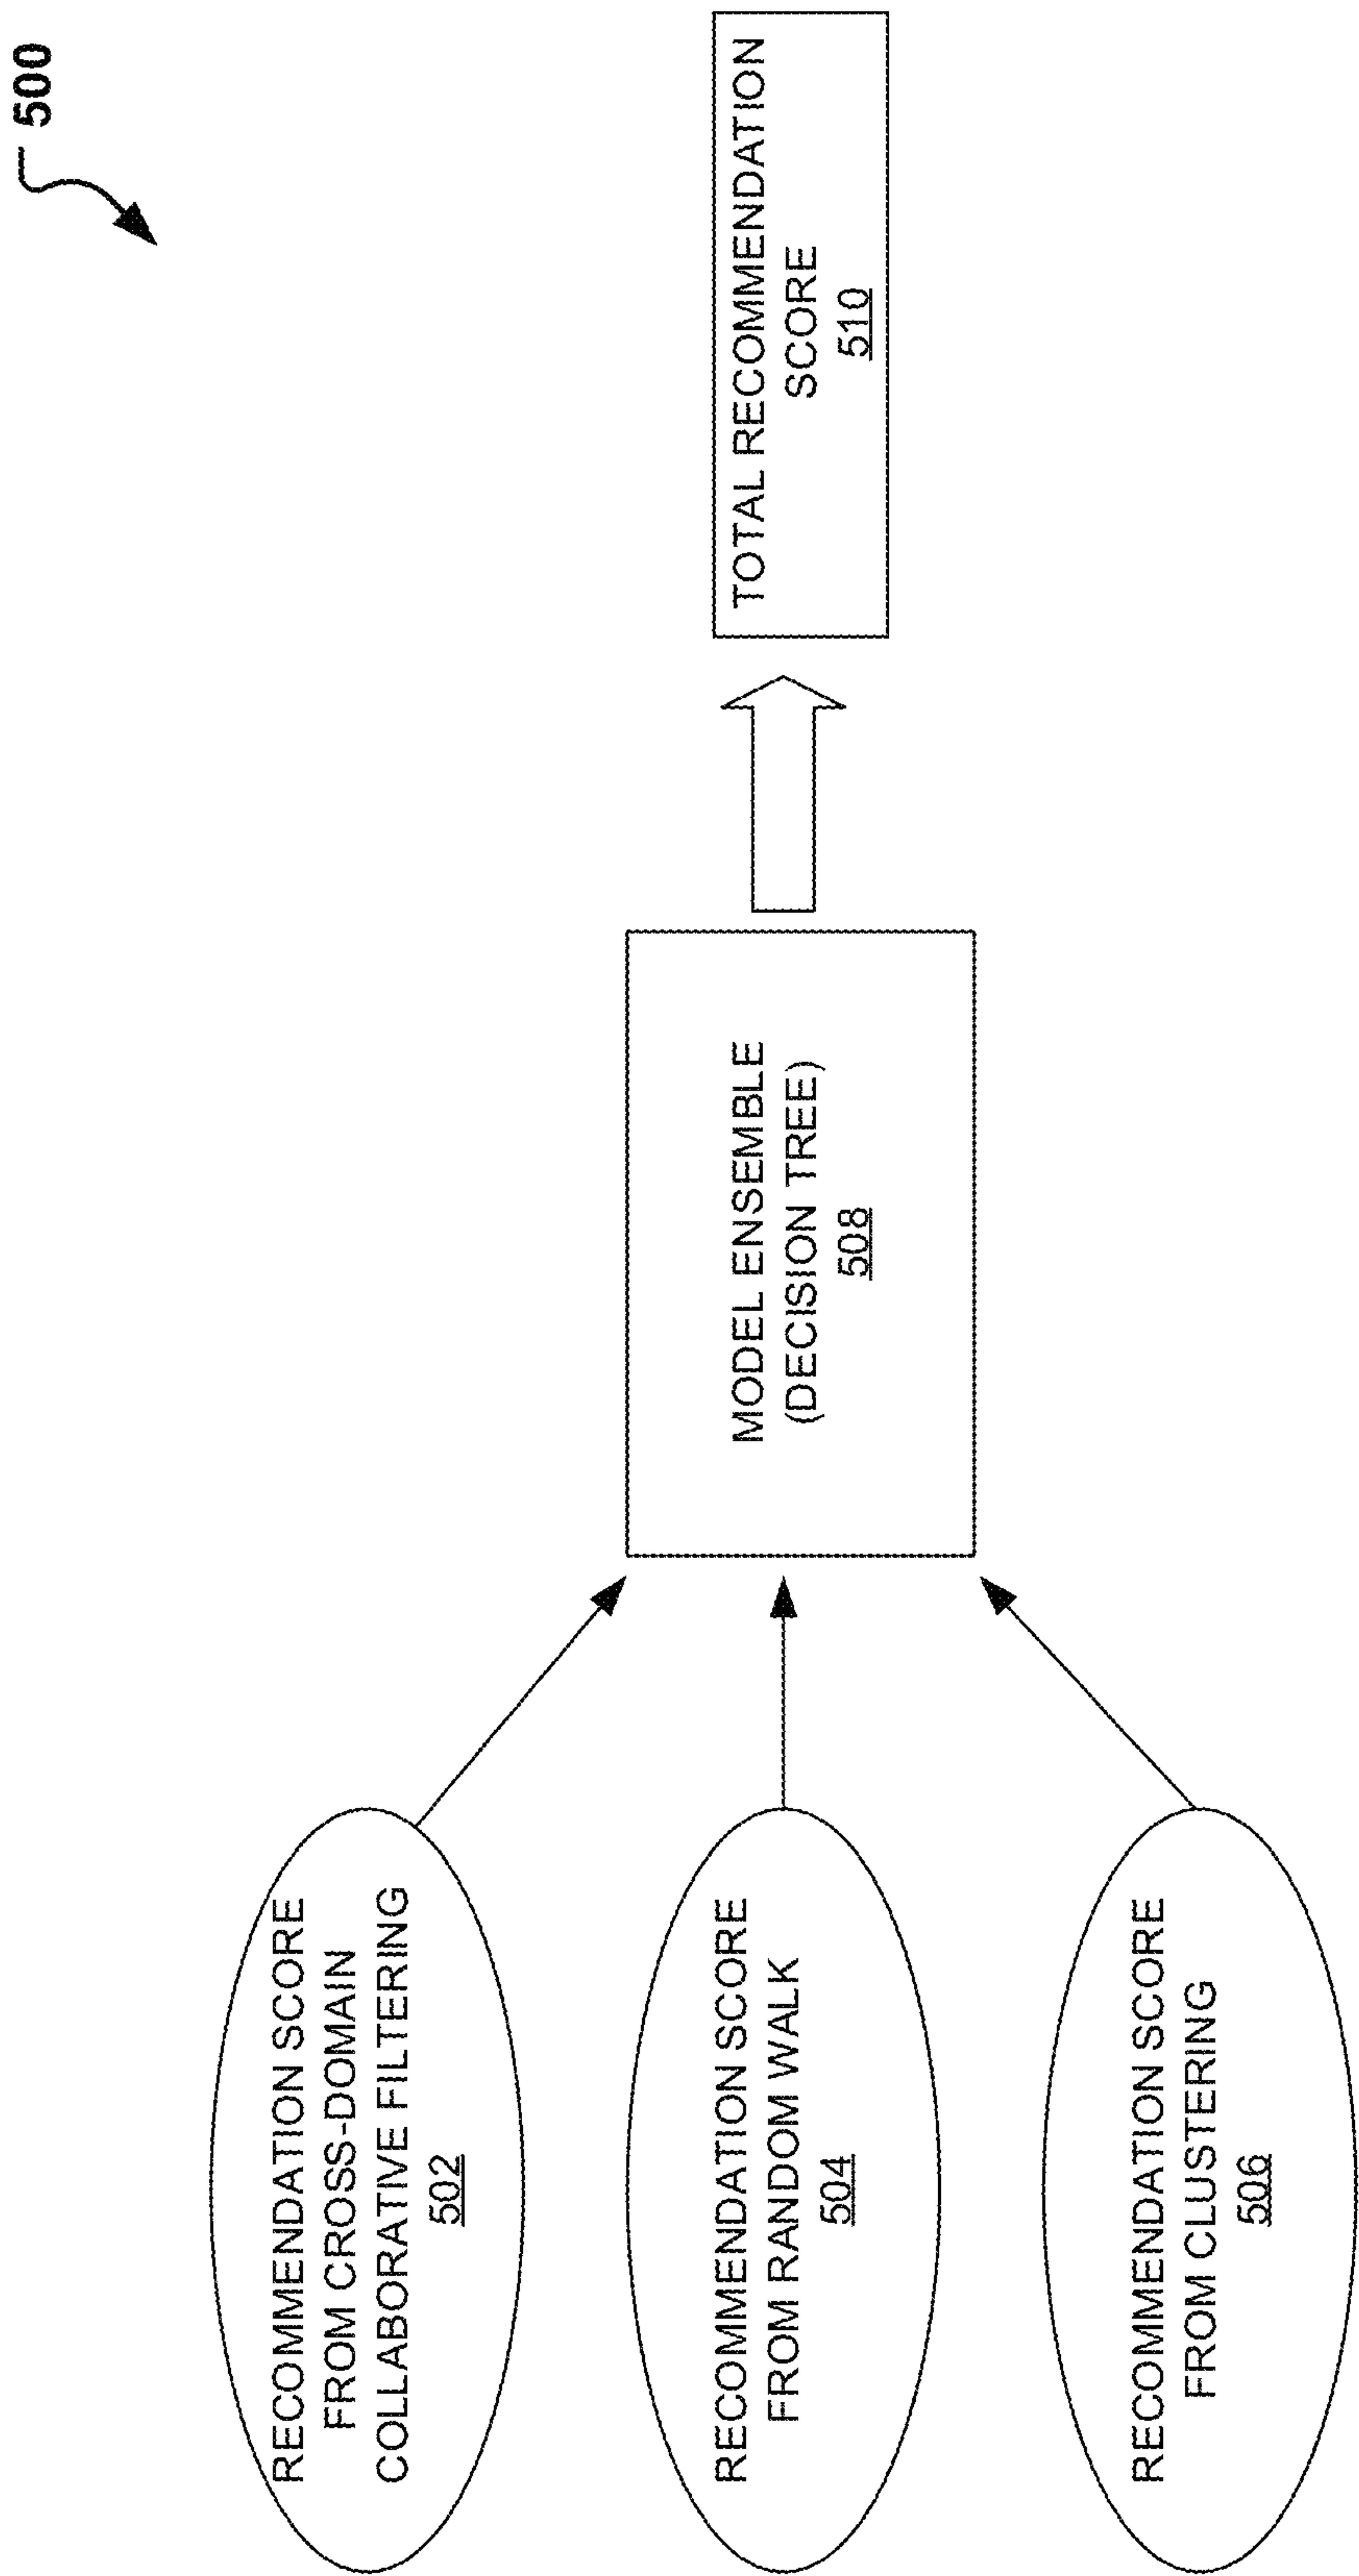 500
RECOMMENDATION SCORE
FROM CROSS-DOMAIN
COLLABORATIVE FILTERING
502
RECOMMENDATION SCORE
FROM RANDOM WALK
504
RECOMMENDATION SCORE
FROM CLUSTERING
506
MODEL ENSEMBLE
(DECISION TREE)
508
TOTAL RECOMMENDATION
SCORE
510